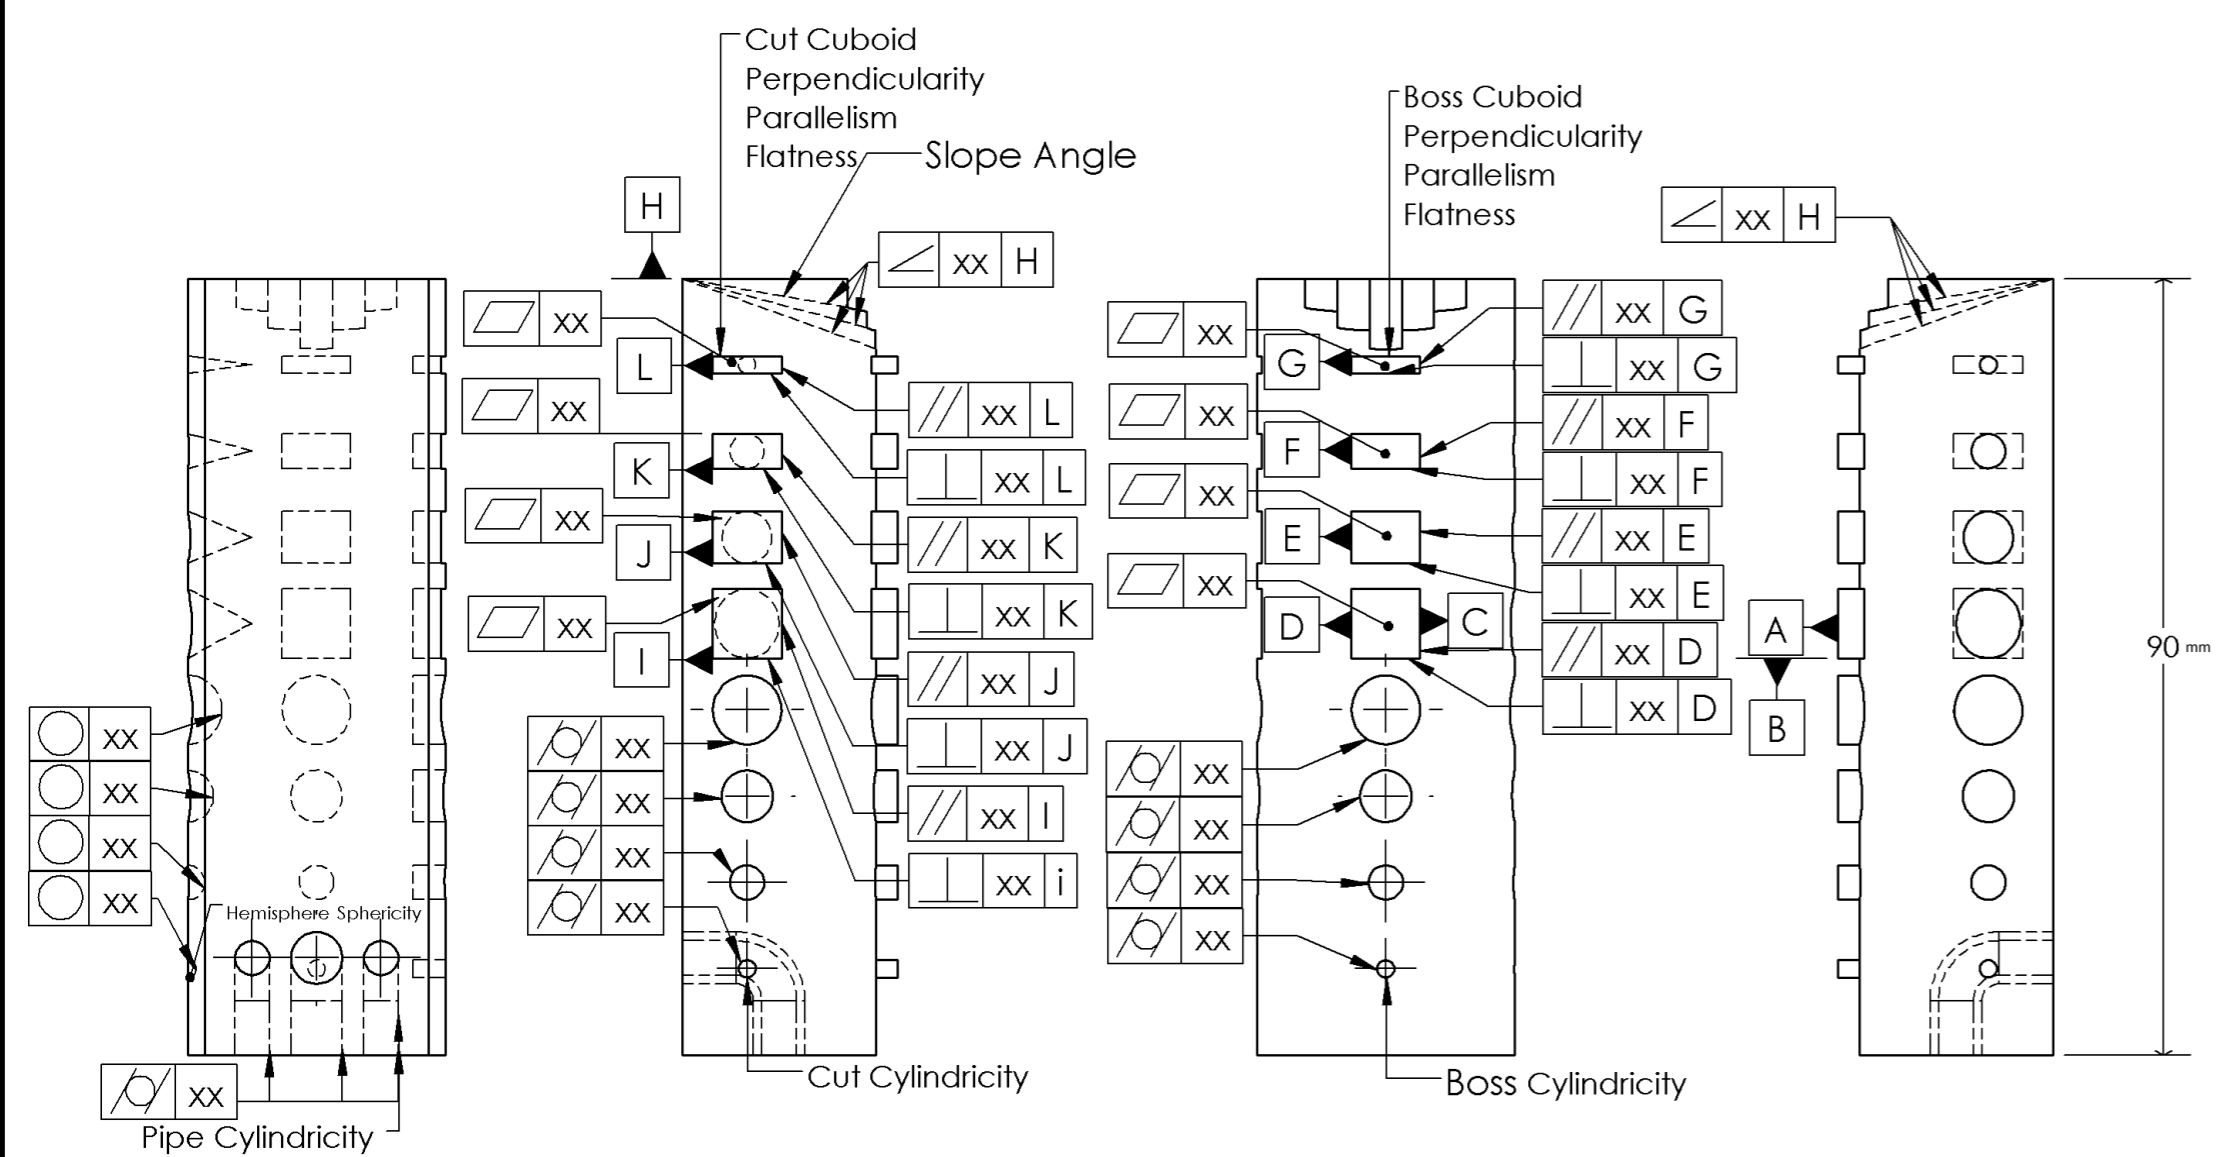 Cut Cuboid
Perpendicularity
Parallelism
Flatness
Slope Angle
Boss Cuboid
Perpendicularity
Parallelism
Flatness
H
xx H
xx H
xx
L
xx
K
xx
J
xx
I
xx L
xx L
xx K
xx K
xx J
xx J
xx I
xx i
xx
xx
xx
xx
xx
G
xx
F
xx
E
xx
D
C
xx G
xx G
xx F
xx F
xx E
xx E
xx D
xx D
A
B
90 mm
xx
xx
xx
xx
xx
xx
xx
xx
Hemisphere Sphericity
xx
Pipe Cylindricity
Cut Cylindricity
Boss Cylindricity